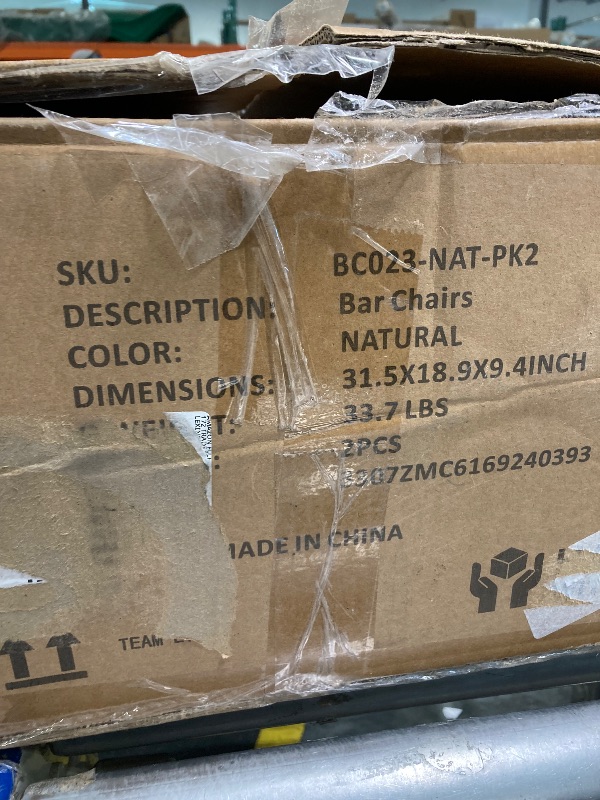 SKU: BC023-NAT-PK2
DESCRIPTION: Bar Chairs
COLOR: NATURAL
DIMENSIONS: 31.5X18.9X9.4INCH
33.7 LBS
2PCS
MADE IN CHINA
TEAM